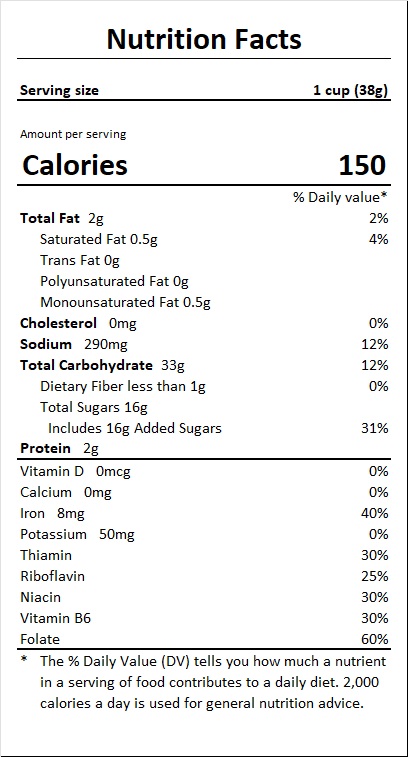 Nutrition Facts
Serving size 1 cup (38g)
Amount per serving
Calories 150
% Daily value*
Total Fat 2g 2%
Saturated Fat 0.5g 4%
Trans Fat 0g
Polyunsaturated Fat 0g
Monounsaturated Fat 0.5g
Cholesterol 0mg 0%
Sodium 290mg 12%
Total Carbohydrate 33g 12%
Dietary Fiber less than 1g 0%
Total Sugars 16g
Includes 16g Added Sugars 31%
Protein 2g
Vitamin D 0mcg 0%
Calcium 0mg 0%
Iron 8mg 40%
Potassium 50mg 0%
Thiamin 30%
Riboflavin 25%
Niacin 30%
Vitamin B6 30%
Folate 60%
* The % Daily Value (DV) tells you how much a nutrient
in a serving of food contributes to a daily diet. 2,000
calories a day is used for general nutrition advice.